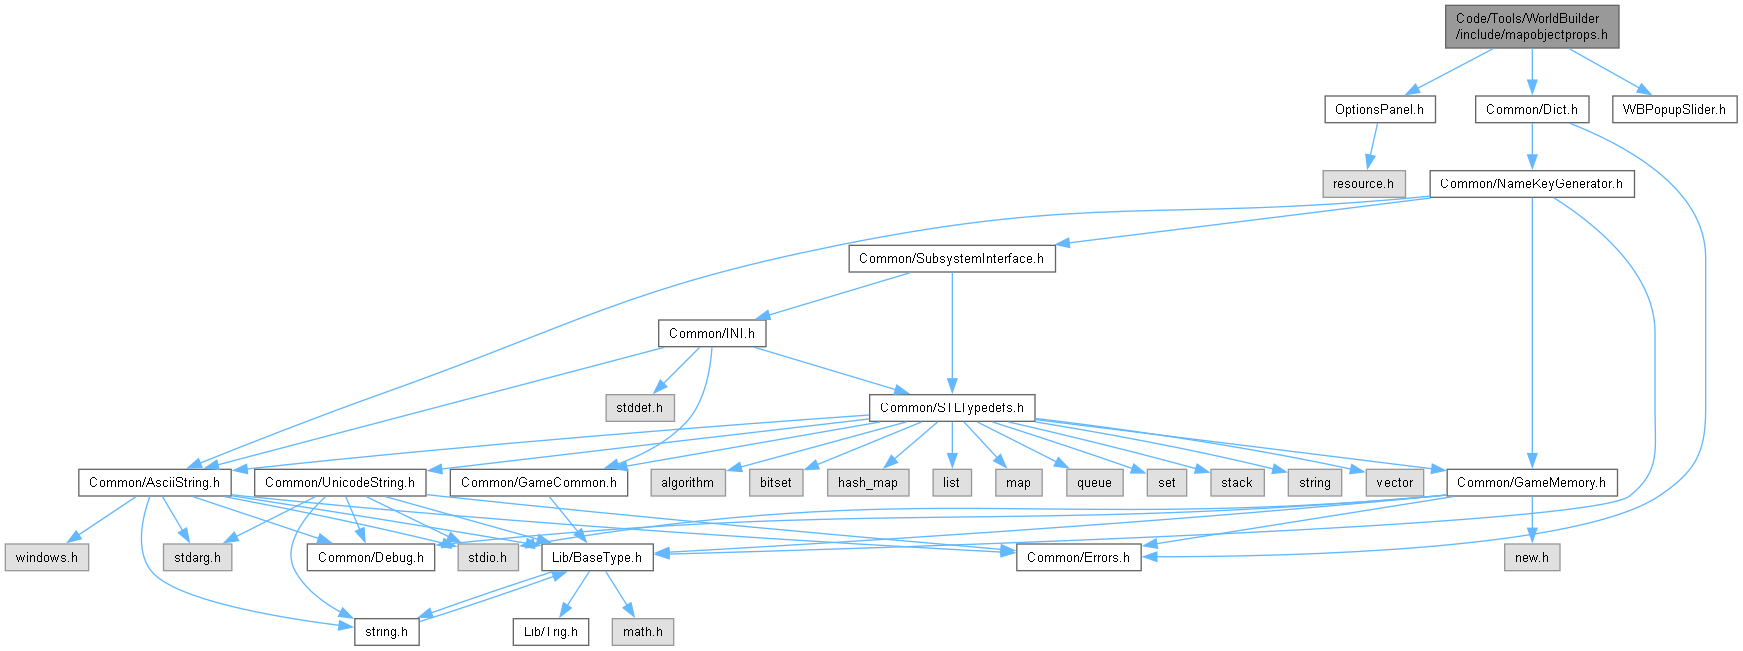 Code/Tools/WorldBuilder
/include/mapobjectprops.h
OptionsPanel.h
Common/Dict.h
WBPopupSlider.h
resource.h
Common/NameKeyGenerator.h
Common/SubsystemInterface.h
Common/INI.h
stddef.h
Common/STLTypedefs.h
Common/AsciiString.h
Common/UnicodeString.h
Common/GameCommon.h
algorithm
bitset
hash_map
list
map
queue
set
stack
string
vector
Common/GameMemory.h
windows.h
stdarg.h
Common/Debug.h
stdio.h
Lib/BaseType.h
Common/Errors.h
new.h
string.h
Lib/Trig.h
math.h